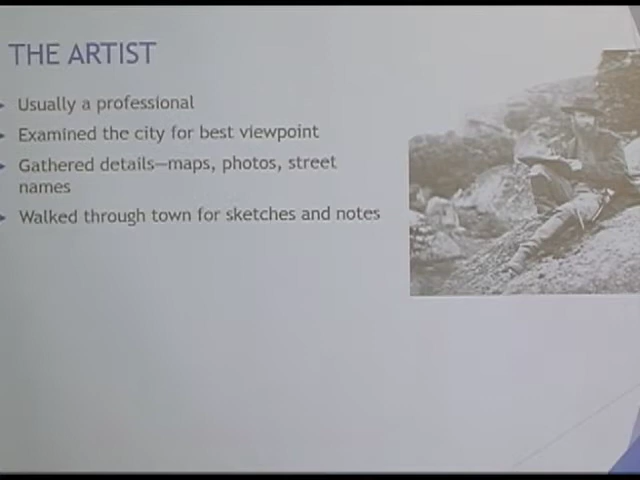 THE ARTIST
Usually a professional
Examined the city for best viewpoint
Gathered details—maps, photos, street
names
Walked through town for sketches and notes